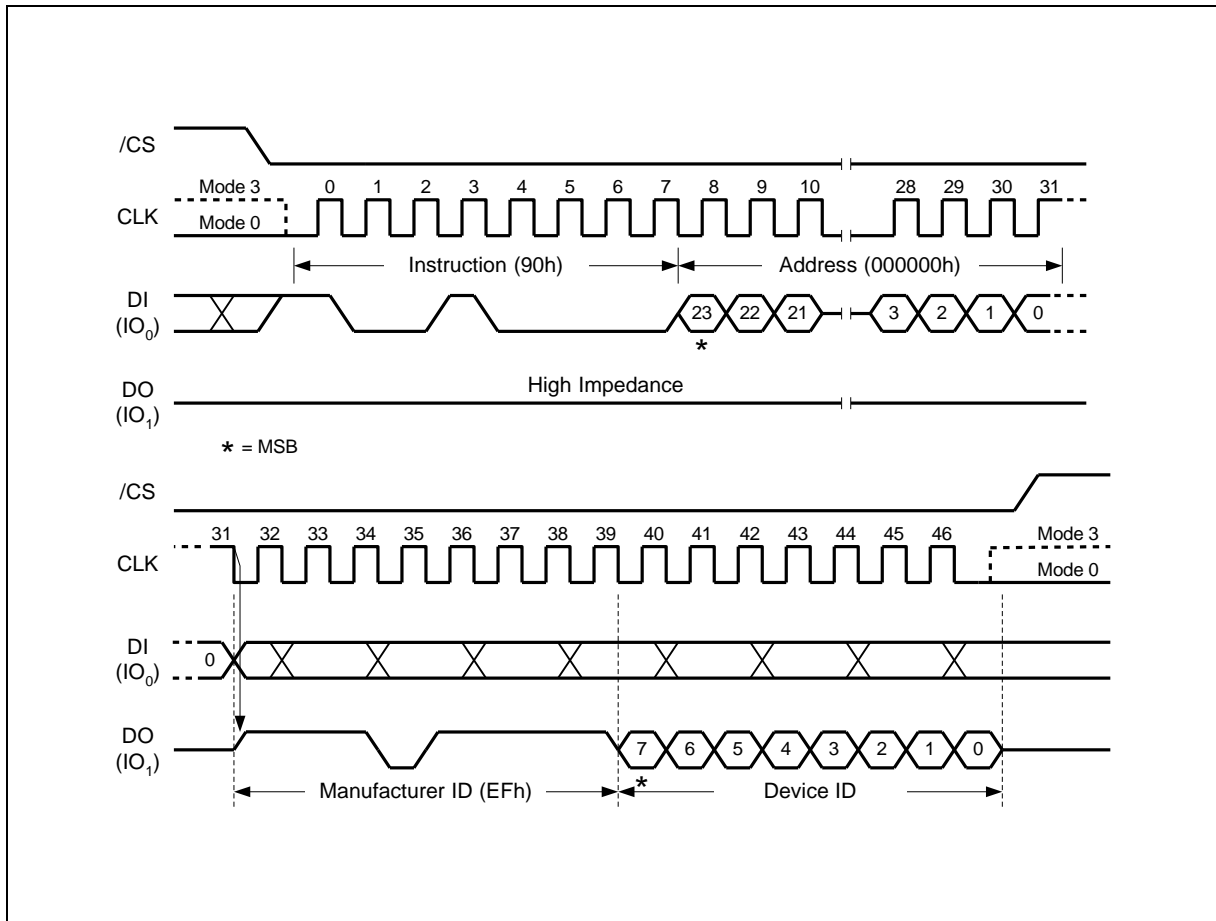 /CS
Mode 3 0 1 2 3 4 5 6 7 8 9 10 28 29 30 31
CLK
Mode 0
Instruction (90h) Address (000000h)
DI
(IO0)
23 22 21 3 2 1 0
*
High Impedance
DO
(IO1)
* = MSB
/CS
31 32 33 34 35 36 37 38 39 40 41 42 43 44 45 46 Mode 3
CLK
Mode 0
DI
(IO0)
0
DO
(IO1)
7 6 5 4 3 2 1 0
*
Manufacturer ID (EFh) Device ID